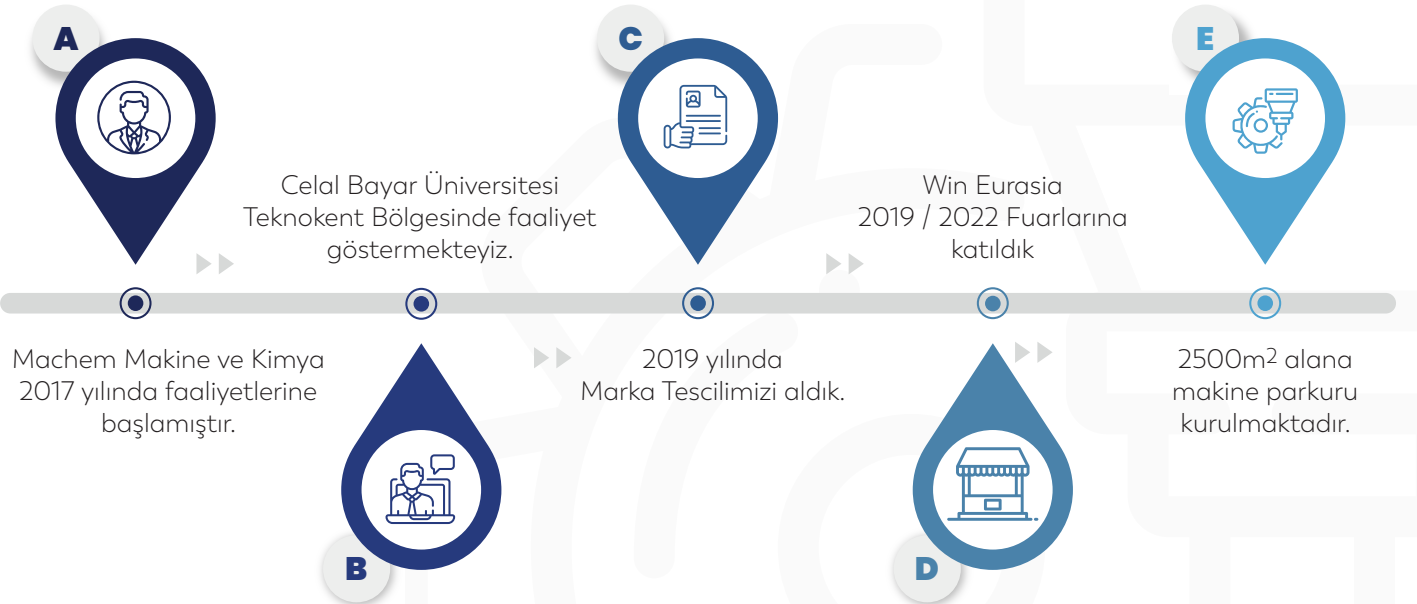 A
Machem Makine ve Kimya
2017 yılında faaliyetlerine
başlamıştır.
Celal Bayar Üniversitesi
Teknokent Bölgesinde faaliyet
göstermekteyiz.
B
C
2019 yılında
Marka Tescilimizi aldık.
Win Eurasia
2019 / 2022 Fuarlarına
katıldık
D
E
2500m² alana
makine parkuru
kurulmaktadır.